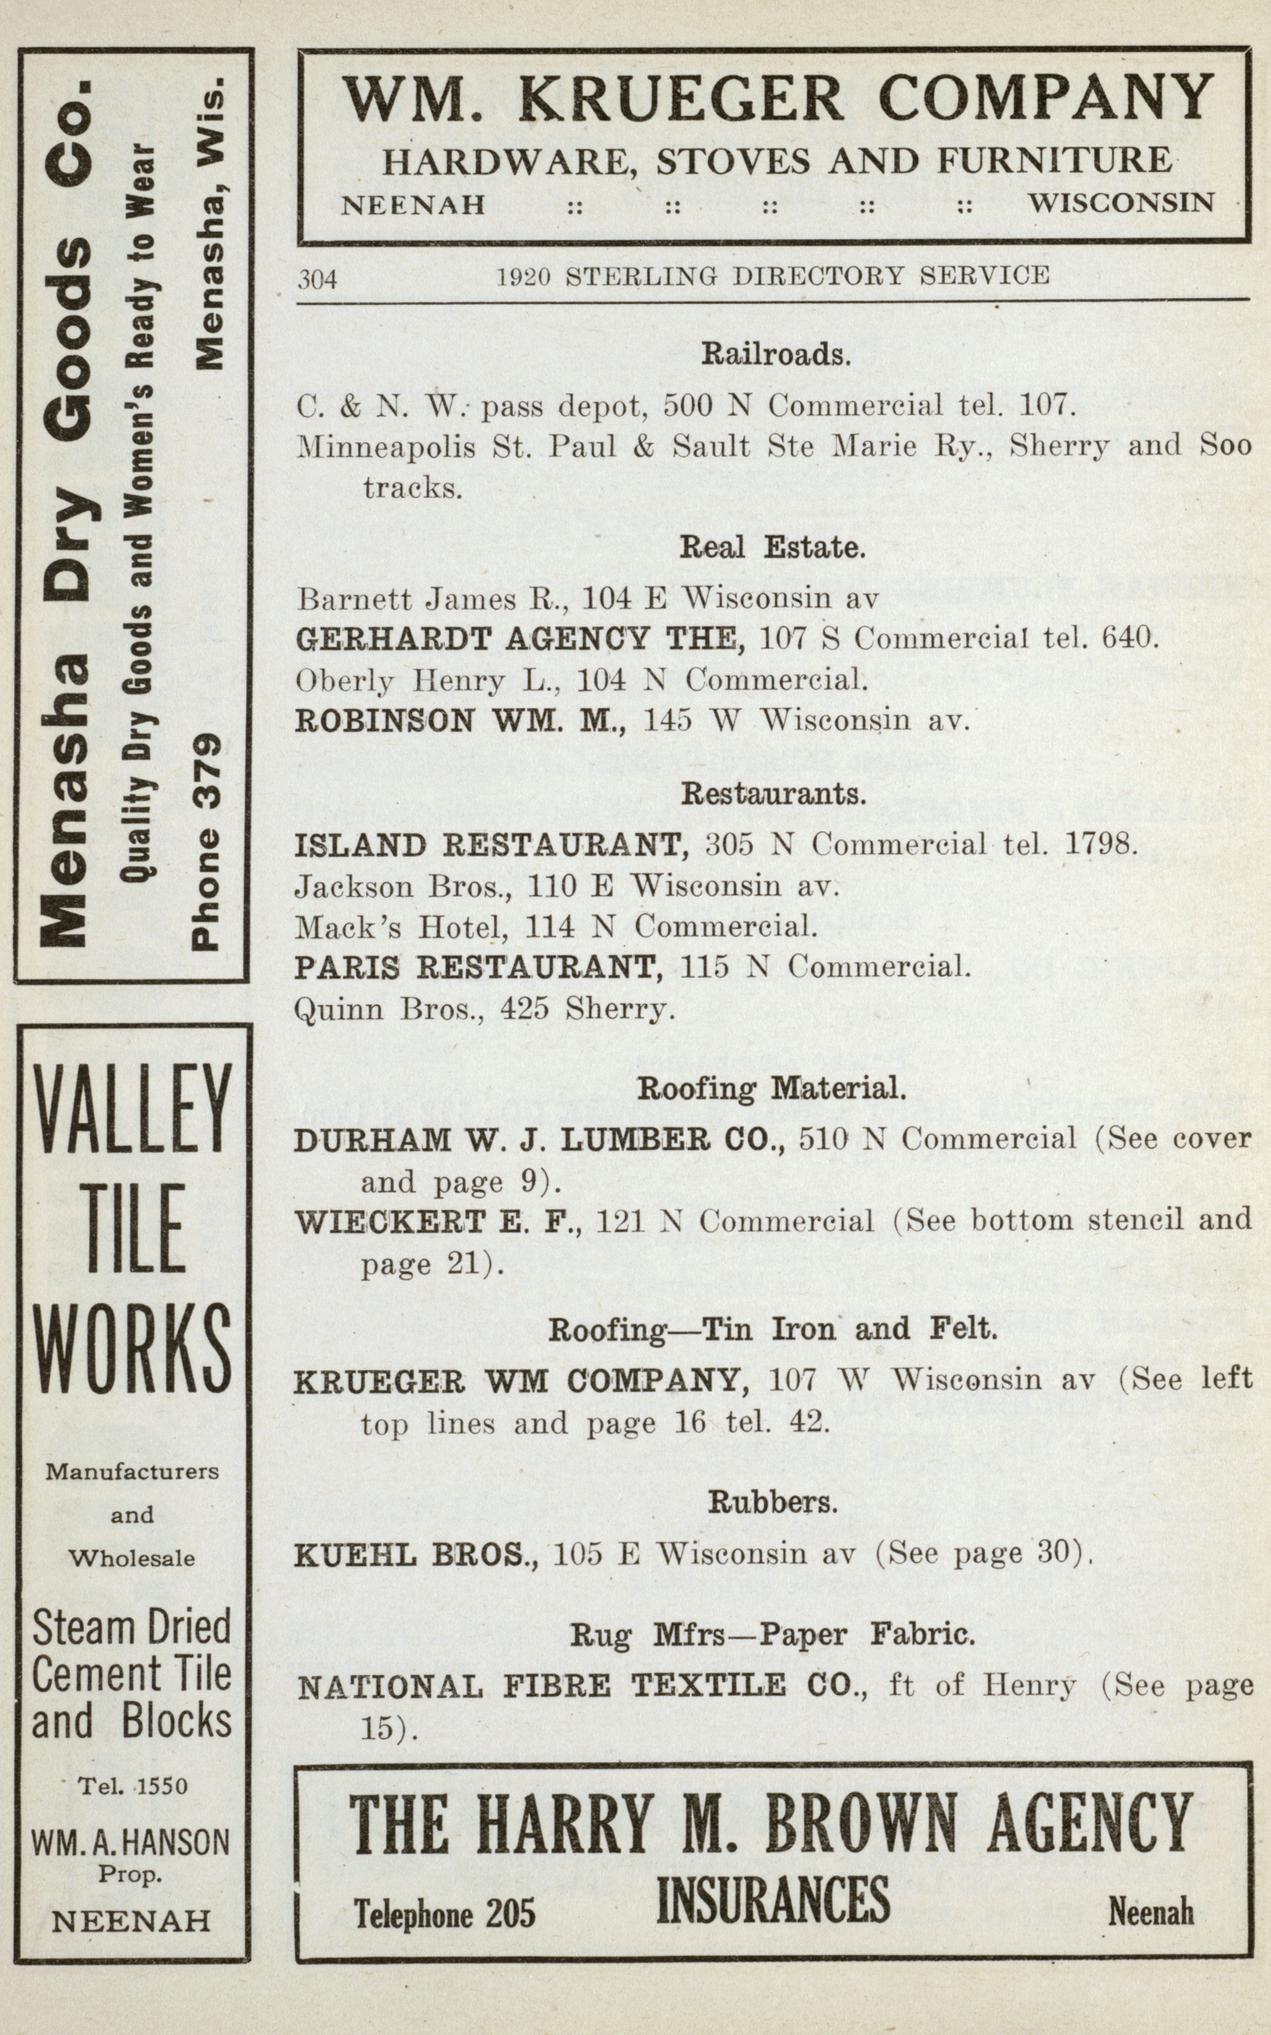 Menasha Dry Goods Co.
Quality Dry Goods and Women's Ready to Wear
Phone 379 Menasha, Wis.
VALLEY
TILE
WORKS
Manufacturers
and
Wholesale
Steam Dried
Cement Tile
and Blocks
Tel. 1550
WM. A. HANSON
Prop.
NEENAH
WM. KRUEGER COMPANY
HARDWARE, STOVES AND FURNITURE
NEENAH :: :: :: :: :: WISCONSIN
304 1920 STERLING DIRECTORY SERVICE
Railroads.
C. & N. W. pass depot, 500 N Commercial tel. 107.
Minneapolis St. Paul & Sault Ste Marie Ry., Sherry and Soo
tracks.
Real Estate.
Barnett James R., 104 E Wisconsin av
GERHARDT AGENCY THE, 107 S Commercial tel. 640.
Oberly Henry L., 104 N Commercial.
ROBINSON WM. M., 145 W Wisconsin av.
Restaurants.
ISLAND RESTAURANT, 305 N Commercial tel. 1798.
Jackson Bros., 110 E Wisconsin av.
Mack's Hotel, 114 N Commercial.
PARIS RESTAURANT, 115 N Commercial.
Quinn Bros., 425 Sherry.
Roofing Material.
DURHAM W. J. LUMBER CO., 510 N Commercial (See cover
and page 9).
WIECKERT E. F., 121 N Commercial (See bottom stencil and
page 21).
Roofing—Tin Iron and Felt.
KRUEGER WM COMPANY, 107 W Wisconsin av (See left
top lines and page 16 tel. 42.
Rubbers.
KUEHL BROS., 105 E Wisconsin av (See page 30).
Rug Mfrs—Paper Fabric.
NATIONAL FIBRE TEXTILE CO., ft of Henry (See page
15).
THE HARRY M. BROWN AGENCY
Telephone 205 INSURANCES Neenah